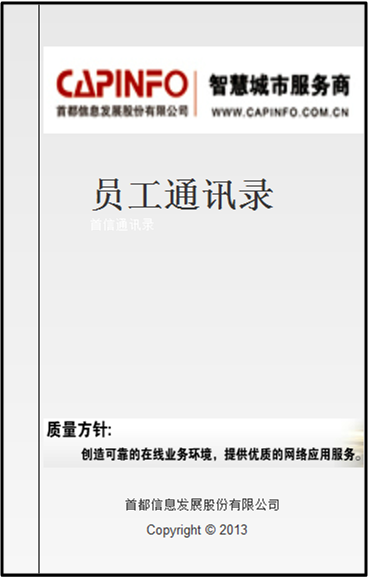 CAPINFO
首都信息发展股份有限公司
智慧城市服务商
WWW.CAPINFO.COM.CN
员工通讯录
首信通讯录
质量方针:
创造可靠的在线业务环境，提供优质的网络应用服务。
首都信息发展股份有限公司
Copyright © 2013